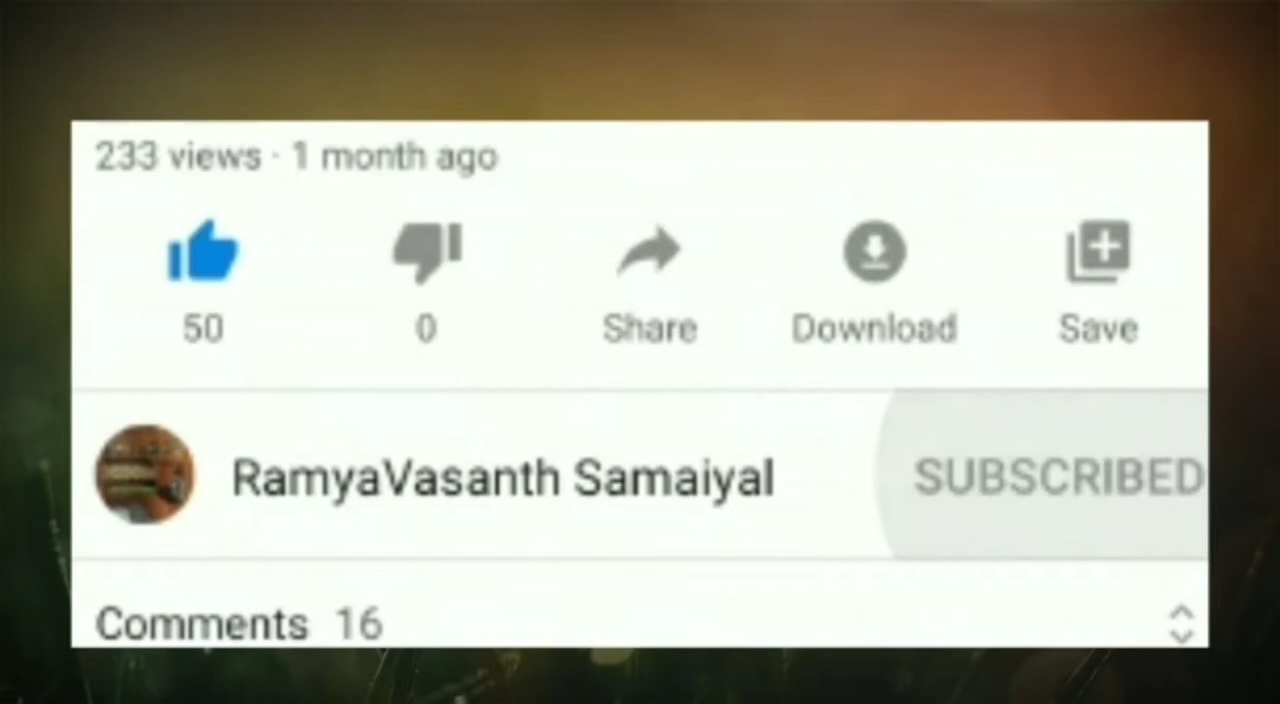 233 views · 1 month ago
50 0 Share Download Save
RamyaVasanth Samaiyal SUBSCRIBED
Comments 16